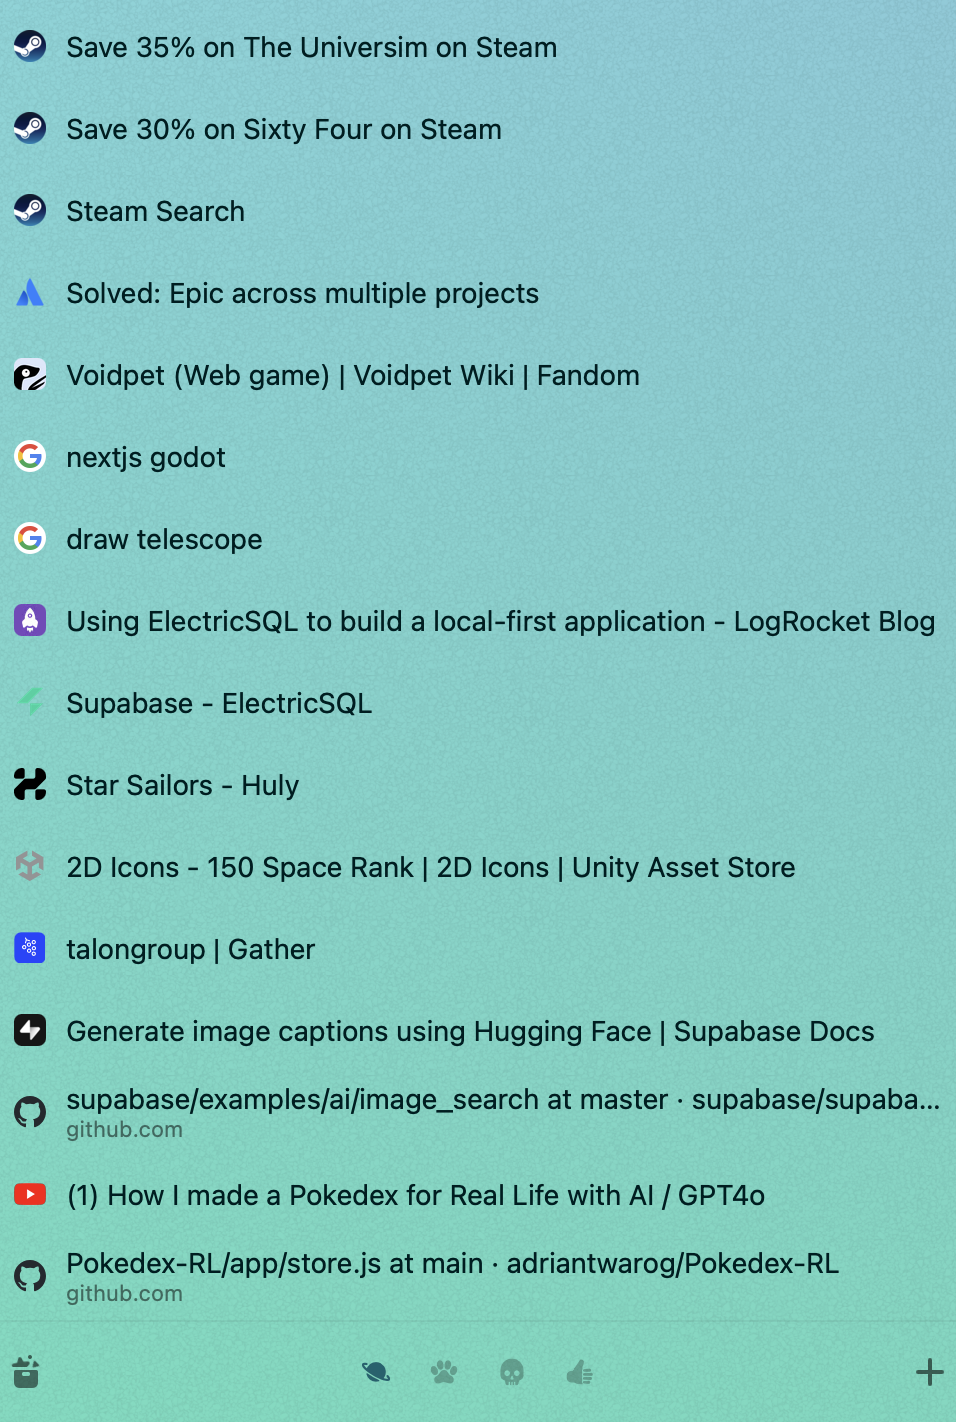 Save 35% on The Universim on Steam
Save 30% on Sixty Four on Steam
Steam Search
Solved: Epic across multiple projects
Voidpet (Web game) | Voidpet Wiki | Fandom
nextjs godot
draw telescope
Using ElectricSQL to build a local-first application - LogRocket Blog
Supabase - ElectricSQL
Star Sailors - Huly
2D Icons - 150 Space Rank | 2D Icons | Unity Asset Store
talongroup | Gather
Generate image captions using Hugging Face | Supabase Docs
supabase/examples/ai/image_search at master · supabase/supaba...
github.com
(1) How I made a Pokedex for Real Life with AI / GPT4o
Pokedex-RL/app/store.js at main · adriantwarog/Pokedex-RL
github.com